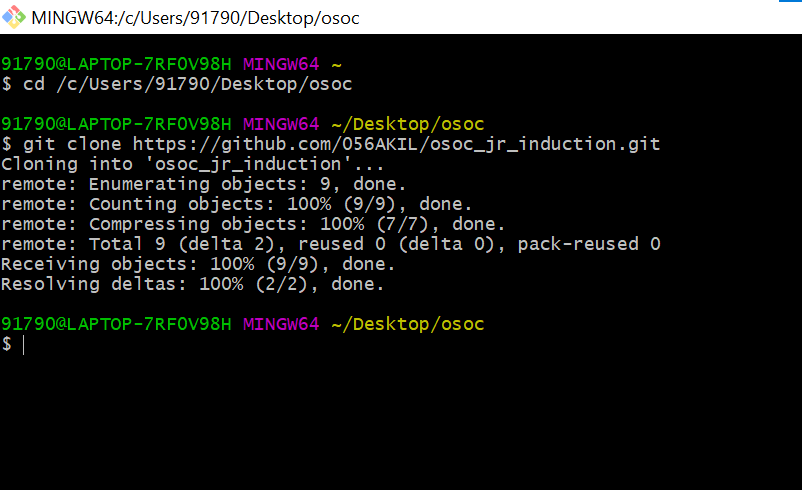 MINGW64:/c/Users/91790/Desktop/osoc
91790@LAPTOP-7RF0V98H MINGW64 ~
$ cd /c/Users/91790/Desktop/osoc
91790@LAPTOP-7RF0V98H MINGW64 ~/Desktop/osoc
$ git clone https://github.com/056AKIL/osoc_jr_induction.git
Cloning into 'osoc_jr_induction'...
remote: Enumerating objects: 9, done.
remote: Counting objects: 100% (9/9), done.
remote: Compressing objects: 100% (7/7), done.
remote: Total 9 (delta 2), reused 0 (delta 0), pack-reused 0
Receiving objects: 100% (9/9), done.
Resolving deltas: 100% (2/2), done.
91790@LAPTOP-7RF0V98H MINGW64 ~/Desktop/osoc
$